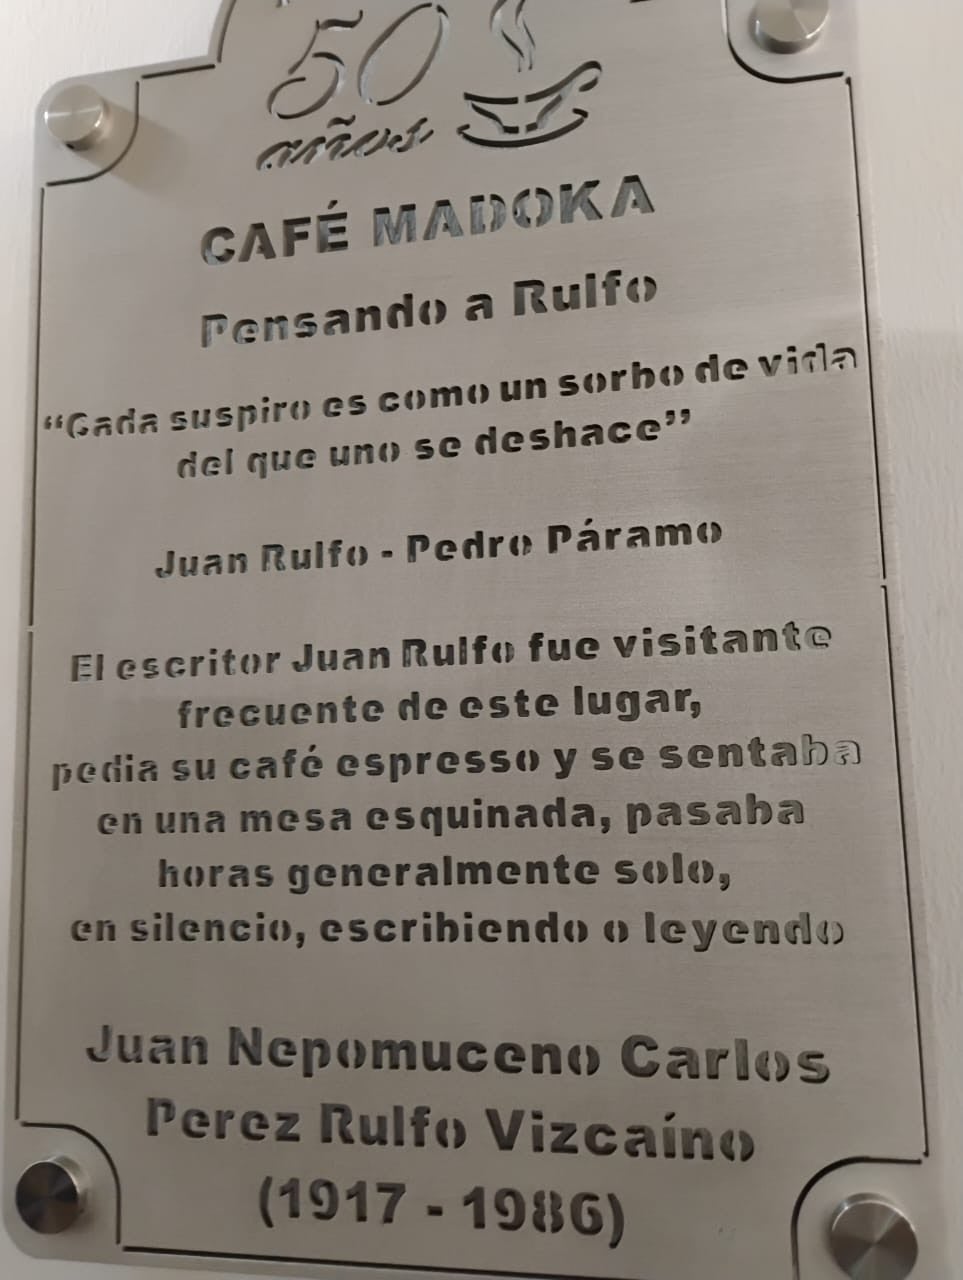 50
años
CAFÉ MADOKA
Pensando a Rulfo
“Cada suspiro es como un sorbo de vida
del que uno se deshace”
Juan Rulfo - Pedro Páramo
El escritor Juan Rulfo fue visitante
frecuente de este lugar,
pedia su café espresso y se sentaba
en una mesa esquinada, pasaba
horas generalmente solo,
en silencio, escribiendo o leyendo
Juan Nepomuceno Carlos
Perez Rulfo Vizcaíno
(1917 - 1986)